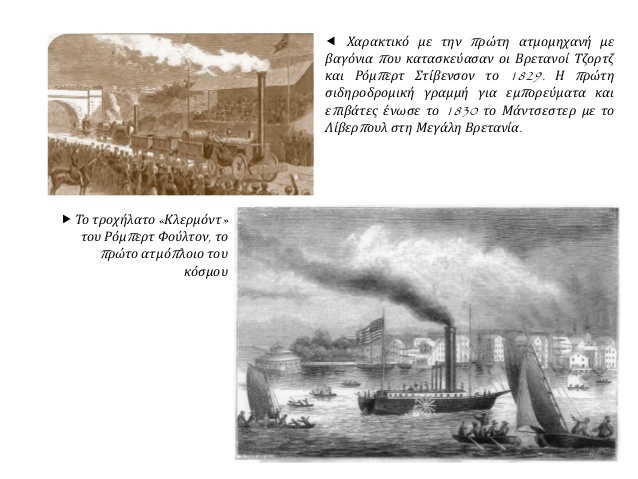 ◄ Χαρακτικό με την πρώτη ατμομηχανή με
βαγόνια που κατασκεύασαν οι Βρετανοί Τζορτζ
και Ρόμπερτ Στίβενσον το 1829. Η πρώτη
σιδηροδρομική γραμμή για εμπορεύματα και
επιβάτες ένωσε το 1830 το Μάντσεστερ με το
Λίβερπουλ στη Μεγάλη Βρετανία.
► Το τροχήλατο «Κλερμόντ»
του Ρόμπερτ Φούλτον, το
πρώτο ατμόπλοιο του
κόσμου